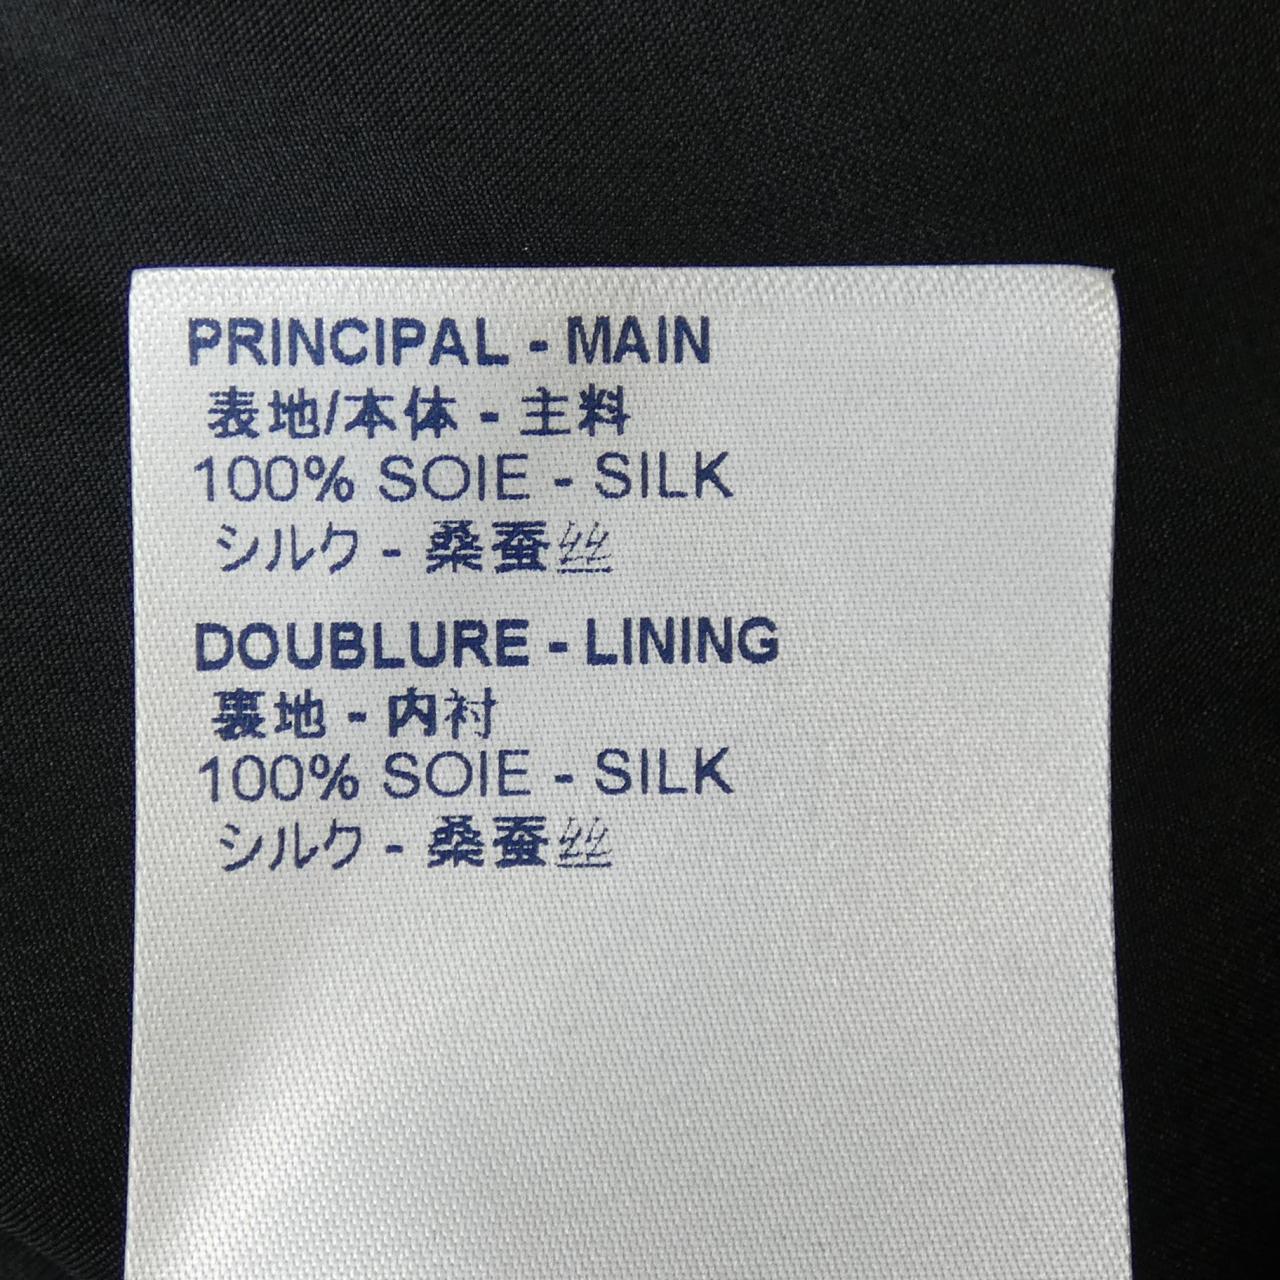 PRINCIPAL - MAIN
表地/本体 - 主料
100% SOIE - SILK
シルク - 桑蚕丝
DOUBLURE - LINING
裏地 - 内衬
100% SOIE - SILK
シルク - 桑蚕丝